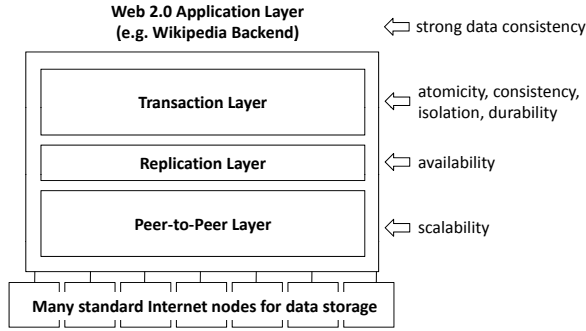 Web 2.0 Application Layer
(e.g. Wikipedia Backend)
strong data consistency
Transaction Layer
atomicity, consistency,
isolation, durability
Replication Layer
availability
Peer-to-Peer Layer
scalability
Many standard Internet nodes for data storage